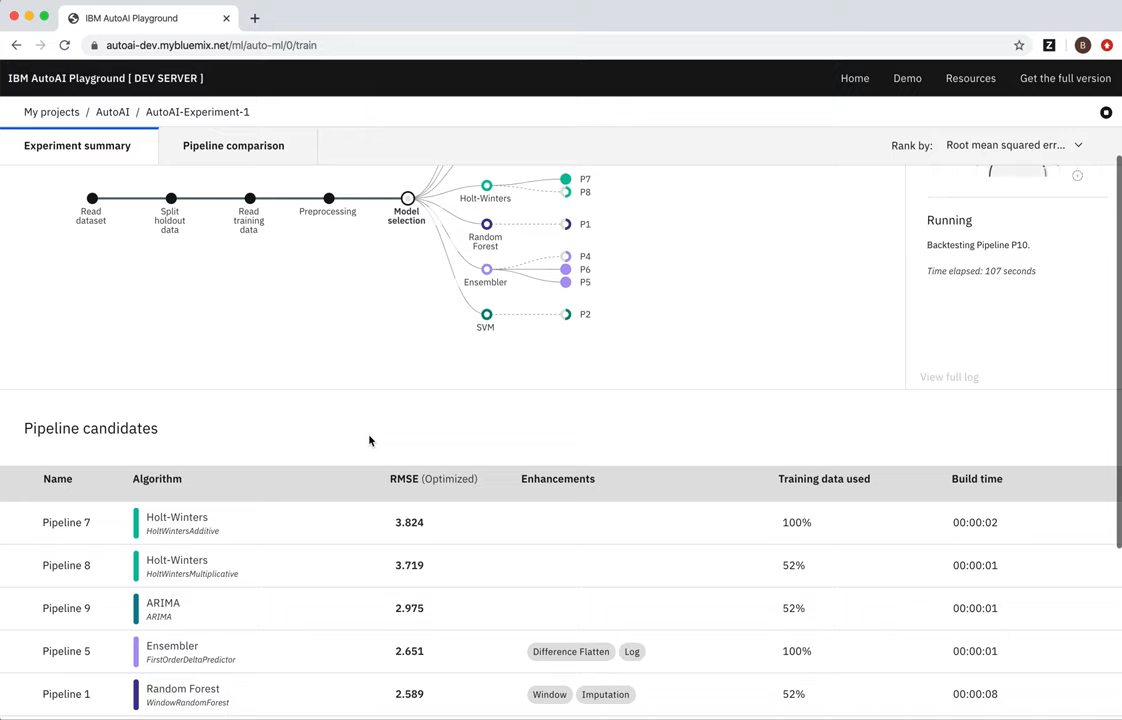 IBM AutoAI Playground
autoai-dev.mybluemix.net/ml/auto-ml/0/train
Z
B
IBM AutoAI Playground [ DEV SERVER ]
Home
Demo
Resources
Get the full version
My projects / AutoAI / AutoAI-Experiment-1
Experiment summary
Pipeline comparison
Rank by:
Root mean squared err...
Read
dataset
Split
holdout
data
Read
training
data
Preprocessing
Model
selection
Holt-Winters
P7
P8
Random
Forest
P1
Ensembler
P4
P6
P5
SVM
P2
Running
Backtesting Pipeline P10.
Time elapsed: 107 seconds
View full log
Pipeline candidates
Name Algorithm RMSE (Optimized) Enhancements Training data used Build time
Pipeline 7 Holt-Winters 3.824 100% 00:00:02
HoltWintersAdditive
Pipeline 8 Holt-Winters 3.719 52% 00:00:01
HoltWintersMultiplicative
Pipeline 9 ARIMA 2.975 52% 00:00:01
ARIMA
Pipeline 5 Ensembler 2.651 Difference Flatten Log 100% 00:00:01
FirstOrderDeltaPredictor
Pipeline 1 Random Forest 2.589 Window Imputation 52% 00:00:08
WindowRandomForest